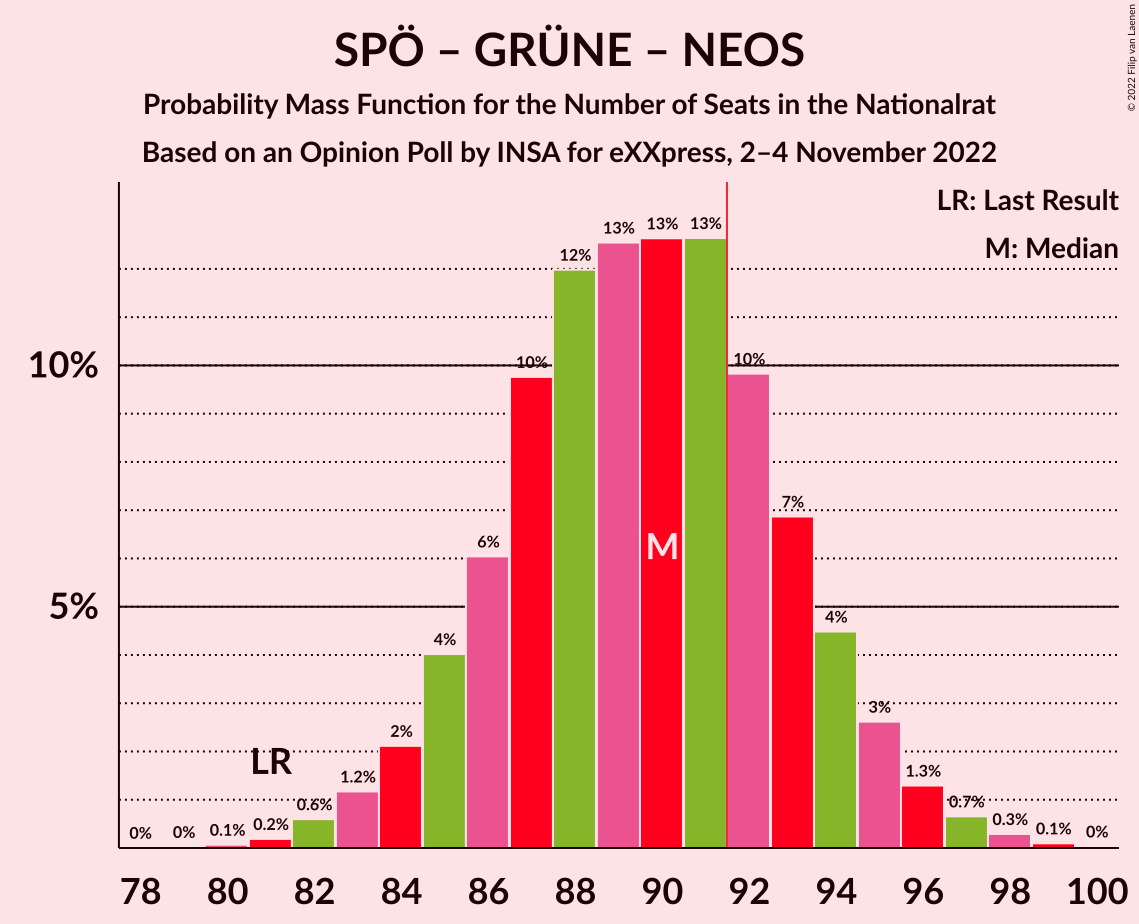 SPÖ – GRÜNE – NEOS
Probability Mass Function for the Number of Seats in the Nationalrat
Based on an Opinion Poll by INSA for eXXpress, 2–4 November 2022
© 2022 Filip van Laenen
LR: Last Result
M: Median
10%
5%
0% 0% 0.1% 0.2% 0.6% 1.2% 2% 4% 6% 10% 12% 13% 13% 13% 10% 7% 4% 3% 1.3% 0.7% 0.3% 0.1% 0%
LR
M
78 80 82 84 86 88 90 92 94 96 98 100